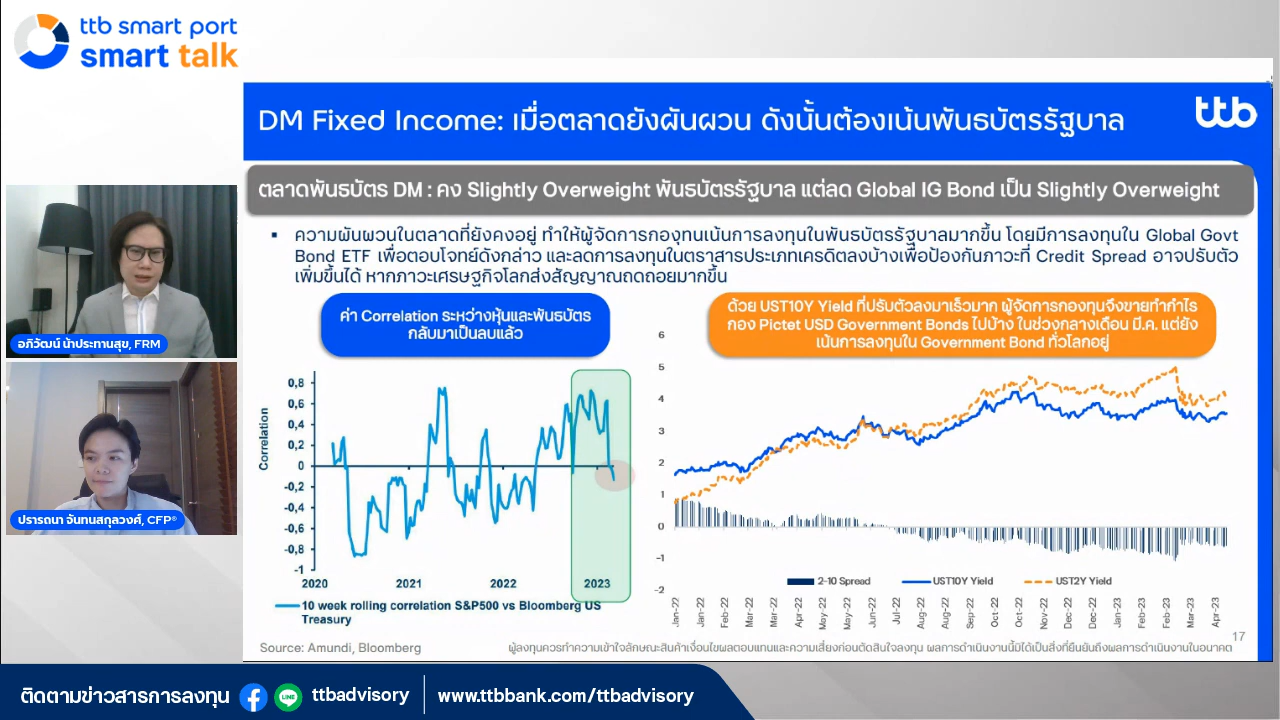 ttb smart port
smart talk
ttb
DM Fixed Income: เมื่อตลาดยังผันผวน ดังนั้นต้องเน้นพันธบัตรรัฐบาล
ตลาดพันธบัตร DM : คง Slightly Overweight พันธบัตรรัฐบาล แต่ลด Global IG Bond เป็น Slightly Overweight
▪ ความผันผวนในตลาดที่ยังคงอยู่ ทำให้ผู้จัดการกองุทนเน้นการลงทุนในพันธบัตรรัฐบาลมากขึ้น โดยมีการลงทุนใน Global Govt
Bond ETF เพื่อตอบโจทย์ดังกล่าว และลดการลงทุนในตราสารประเภทเครดิตลงบ้างเพื่อป้องกันภาวะที่ Credit Spread อาจปรับตัว
เพิ่มขึ้นได้ หากภาวะเศรษฐกิจโลกส่งสัญญาณถดถอยมากขึ้น
ค่า Correlation ระหว่างหุ้นและพันธบัตร
กลับมาเป็นลบแล้ว
Correlation
0,8
0,6
0,4
0,2
0
-0,2
-0,4
-0,6
-0,8
-1
2020 2021 2022 2023
10 week rolling correlation S&P500 vs Bloomberg US
Treasury
ด้วย UST10Y Yield ที่ปรับตัวลงมาเร็วมาก ผู้จัดการกองทุนจึงขายทำกำไร
กอง Pictet USD Government Bonds ไปบ้าง ในช่วงกลางเดือน มี.ค. แต่ยัง
เน้นการลงทุนใน Government Bond ทั่วโลกอยู่
6
5
4
3
2
1
0
-1
-2
2-10 Spread UST10Y Yield UST2Y Yield
Jan-22 Jan-22 Feb-22 Mar-22 Mar-22 Apr-22 May-22 May-22 Jun-22 Jul-22 Aug-22 Aug-22 Sep-22 Oct-22 Oct-22 Nov-22 Dec-22 Dec-22 Jan-23 Feb-23 Feb-23 Mar-23 Apr-23
17
Source: Amundi, Bloomberg
ผู้ลงทุนควรทำความเข้าใจลักษณะสินค้าเงื่อนไขผลตอบแทนและความเสี่ยงก่อนตัดสินใจลงทุน ผลการดำเนินงานนี้มิได้เป็นสิ่งที่ยืนยันถึงผลการดำเนินงานในอนาคต
อภิวัฒน์ น้าประทานสุข, FRM
ปรารถนา จันทนสกุลวงศ์, CFP®
ติดตามข่าวสารการลงทุน f LINE ttbadvisory www.ttbbank.com/ttbadvisory